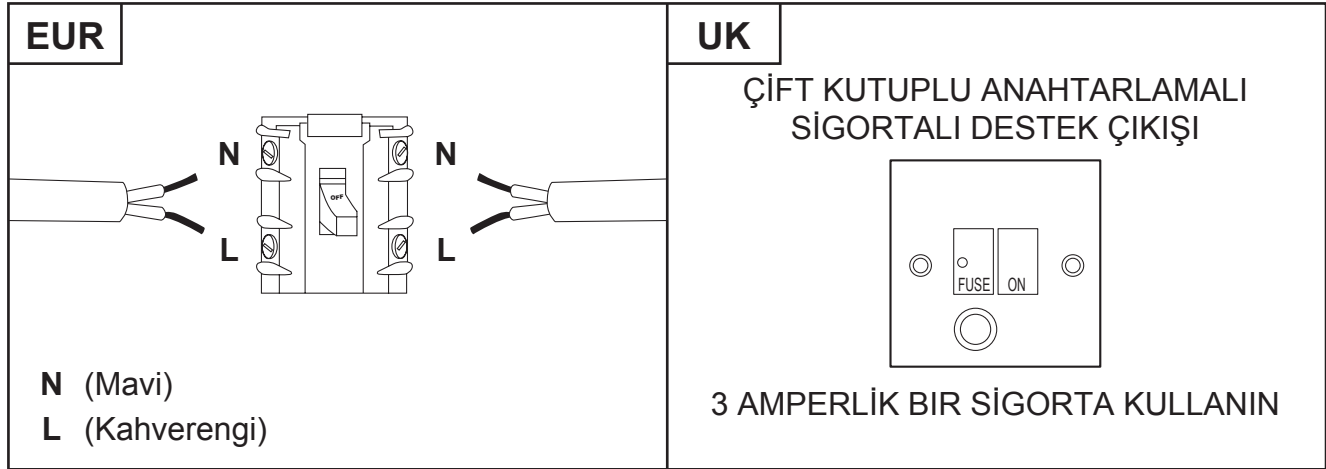 EUR
N
N
OFF
L
L
N (Mavi)
L (Kahverengi)
UK
ÇİFT KUTUPLU ANAHTARLAMALI
SİGORTALI DESTEK ÇIKIŞI
FUSE ON
3 AMPERLİK BIR SİGORTA KULLANIN